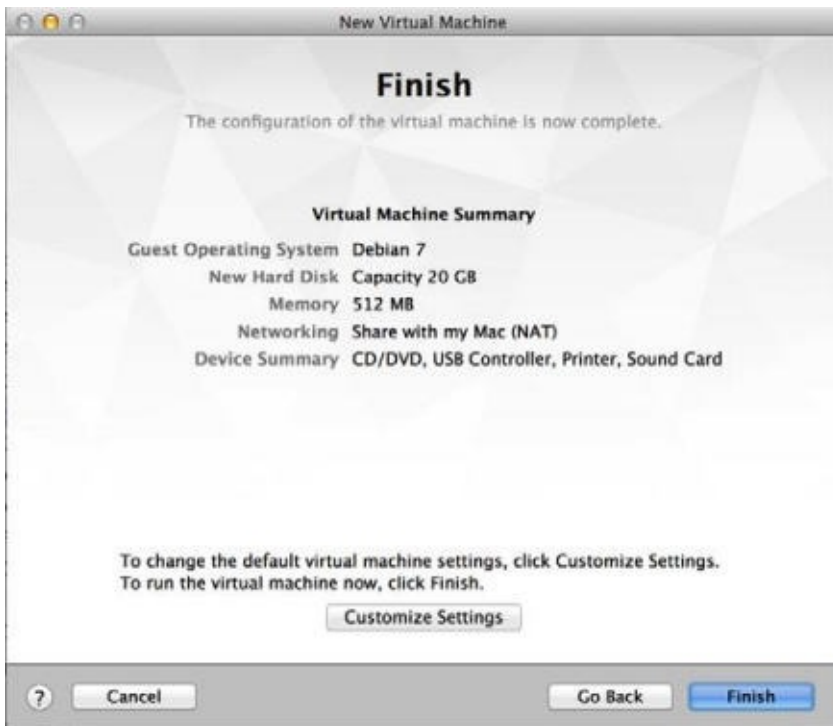 New Virtual Machine
Finish
The configuration of the virtual machine is now complete.
Virtual Machine Summary
Guest Operating System Debian 7
New Hard Disk Capacity 20 GB
Memory 512 MB
Networking Share with my Mac (NAT)
Device Summary CD/DVD, USB Controller, Printer, Sound Card
To change the default virtual machine settings, click Customize Settings.
To run the virtual machine now, click Finish.
Customize Settings
? Cancel Go Back Finish